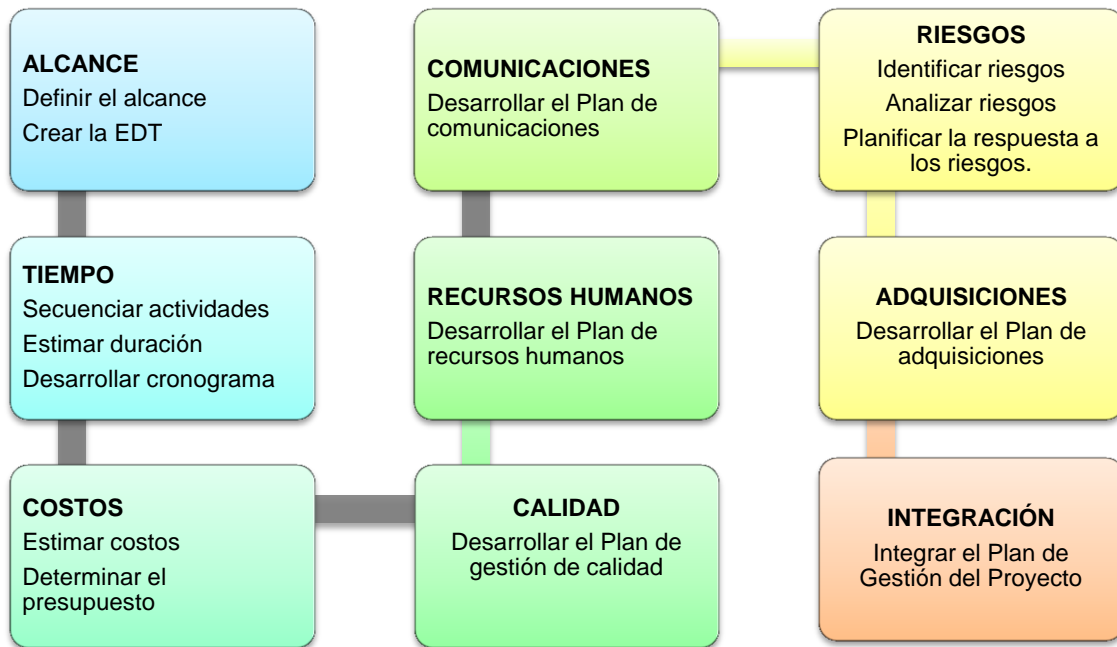 ALCANCE
Definir el alcance
Crear la EDT
TIEMPO
Secuenciar actividades
Estimar duración
Desarrollar cronograma
COSTOS
Estimar costos
Determinar el
presupuesto
CALIDAD
Desarrollar el Plan de
gestión de calidad
RECURSOS HUMANOS
Desarrollar el Plan de
recursos humanos
COMUNICACIONES
Desarrollar el Plan de
comunicaciones
RIESGOS
Identificar riesgos
Analizar riesgos
Planificar la respuesta a
los riesgos.
ADQUISICIONES
Desarrollar el Plan de
adquisiciones
INTEGRACIÓN
Integrar el Plan de
Gestión del Proyecto